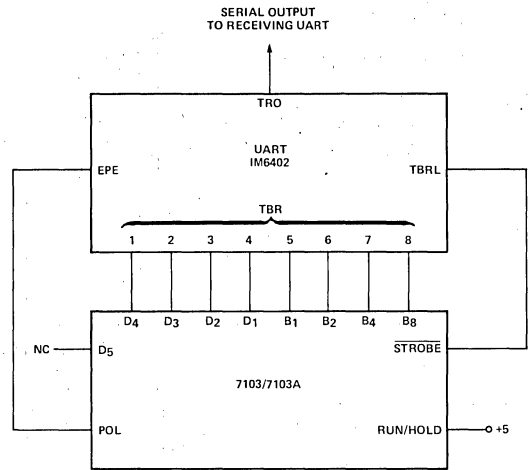 SERIAL OUTPUT
TO RECEIVING UART
TRO
UART
IM6402
EPE
TBRL
TBR
1 2 3 4 5 6 7 8
D4 D3 D2 D1 B1 B2 B4 B8
NC
D5
STROBE
7103/7103A
POL
RUN/HOLD
+5